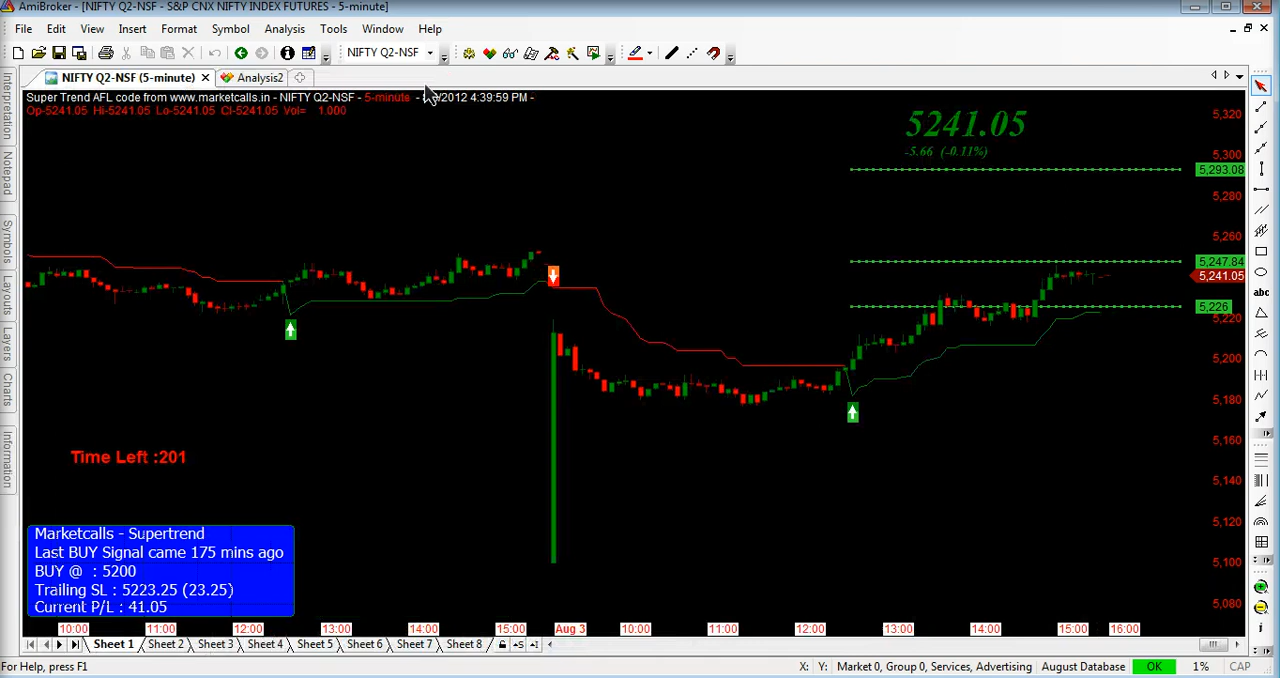 AmiBroker - [NIFTY Q2-NSF - S&P CNX NIFTY INDEX FUTURES - 5-minute]
File Edit View Insert Format Symbol Analysis Tools Window Help
NIFTY Q2-NSF
NIFTY Q2-NSF (5-minute) Analysis2
Super Trend AFL code from www.marketcalls.in - NIFTY Q2-NSF - 5-minute - /2012 4:39:59 PM -
Op-5241.05 Hi-5241.05 Lo-5241.05 Cl-5241.05 Vol= 1.000
5241.05
-5.66 (-0.11%)
5,320
5,300
5,293.08
5,280
5,260
5,247.84
5,241.05
5,226
5,220
5,200
5,180
5,160
5,140
5,120
5,100
5,080
Interpretation
Notepad
Symbols
Layouts
Layers
Charts
Information
abc
Time Left :201
Marketcalls - Supertrend
Last BUY Signal came 175 mins ago
BUY @ : 5200
Trailing SL : 5223.25 (23.25)
Current P/L : 41.05
10:00 11:00 12:00 13:00 14:00 15:00 Aug 3 10:00 11:00 12:00 13:00 14:00 15:00 16:00
Sheet 1 Sheet 2 Sheet 3 Sheet 4 Sheet 5 Sheet 6 Sheet 7 Sheet 8
For Help, press F1 X: Y: Market 0, Group 0, Services, Advertising August Database OK 1% CAP